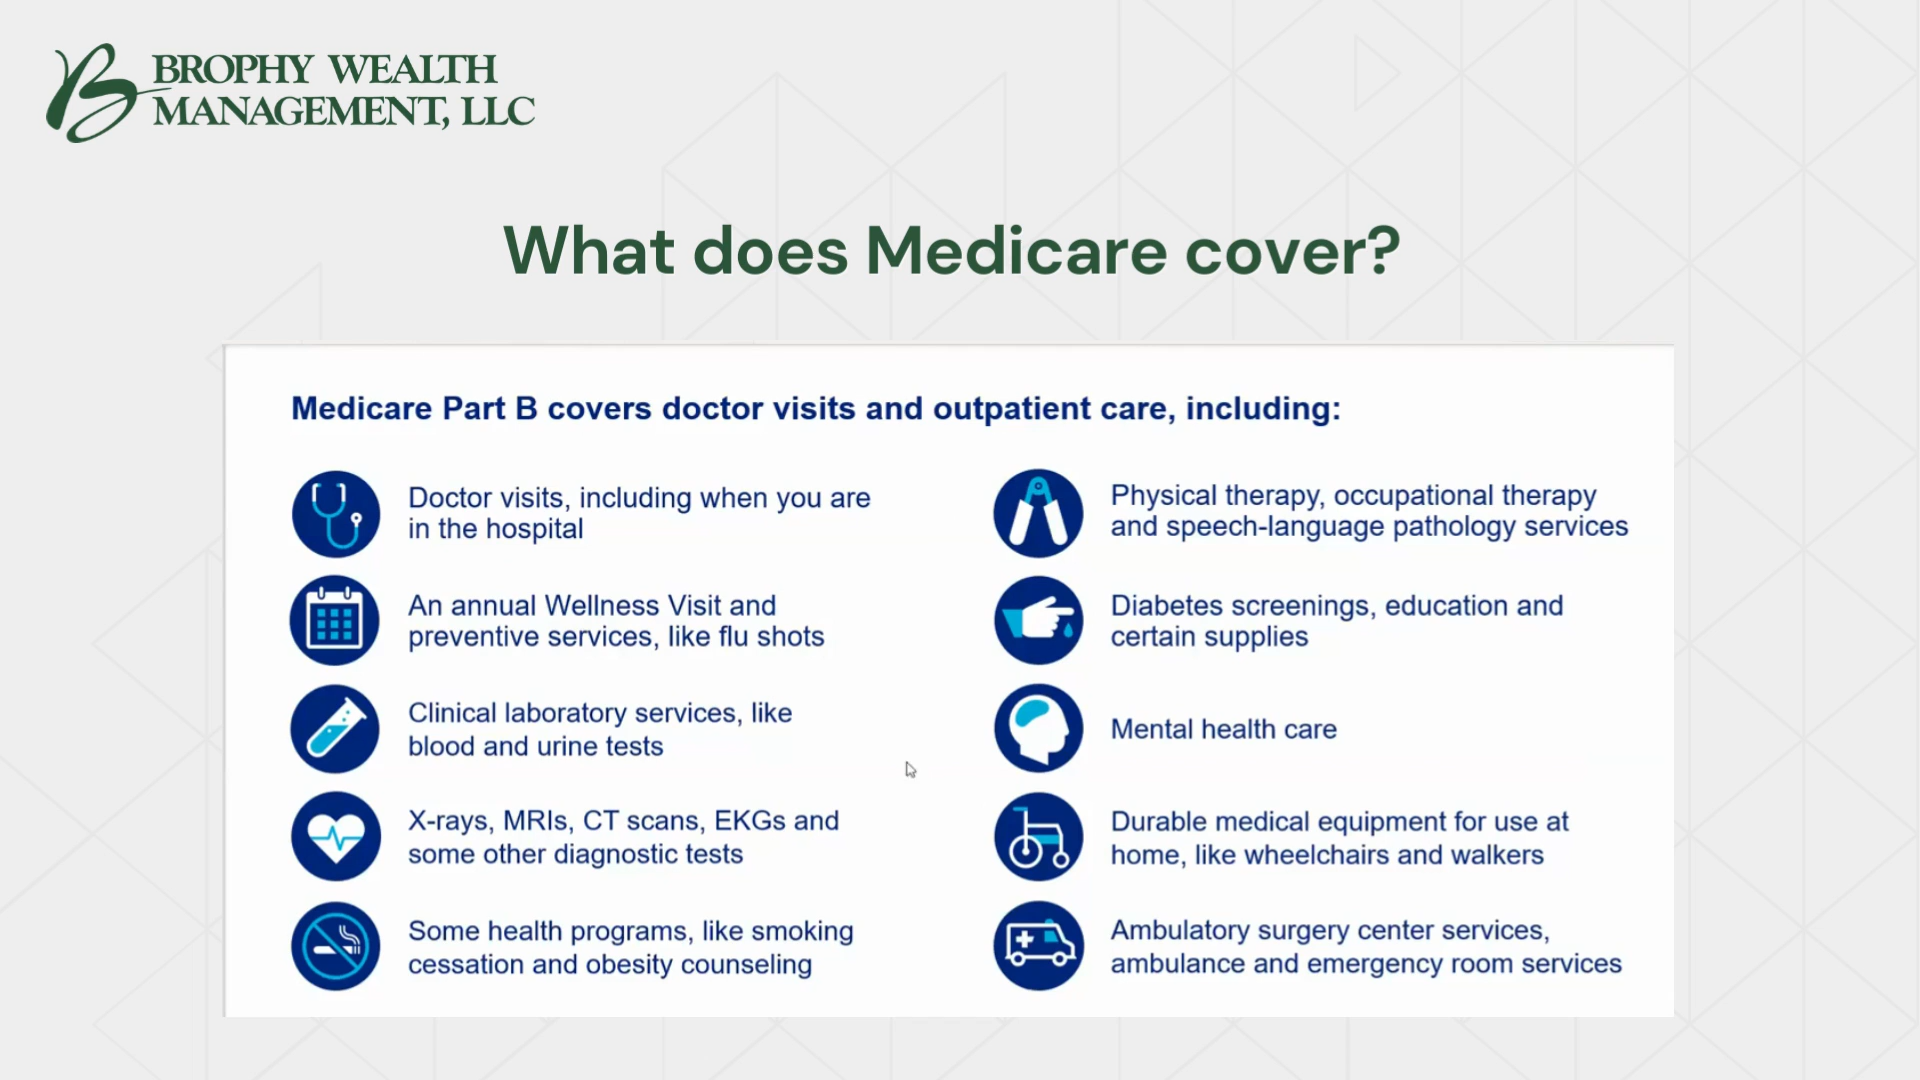 BROPHY WEALTH
MANAGEMENT, LLC
What does Medicare cover?
Medicare Part B covers doctor visits and outpatient care, including:
Doctor visits, including when you are
in the hospital
An annual Wellness Visit and
preventive services, like flu shots
Clinical laboratory services, like
blood and urine tests
X-rays, MRIs, CT scans, EKGs and
some other diagnostic tests
Some health programs, like smoking
cessation and obesity counseling
Physical therapy, occupational therapy
and speech-language pathology services
Diabetes screenings, education and
certain supplies
Mental health care
Durable medical equipment for use at
home, like wheelchairs and walkers
Ambulatory surgery center services,
ambulance and emergency room services